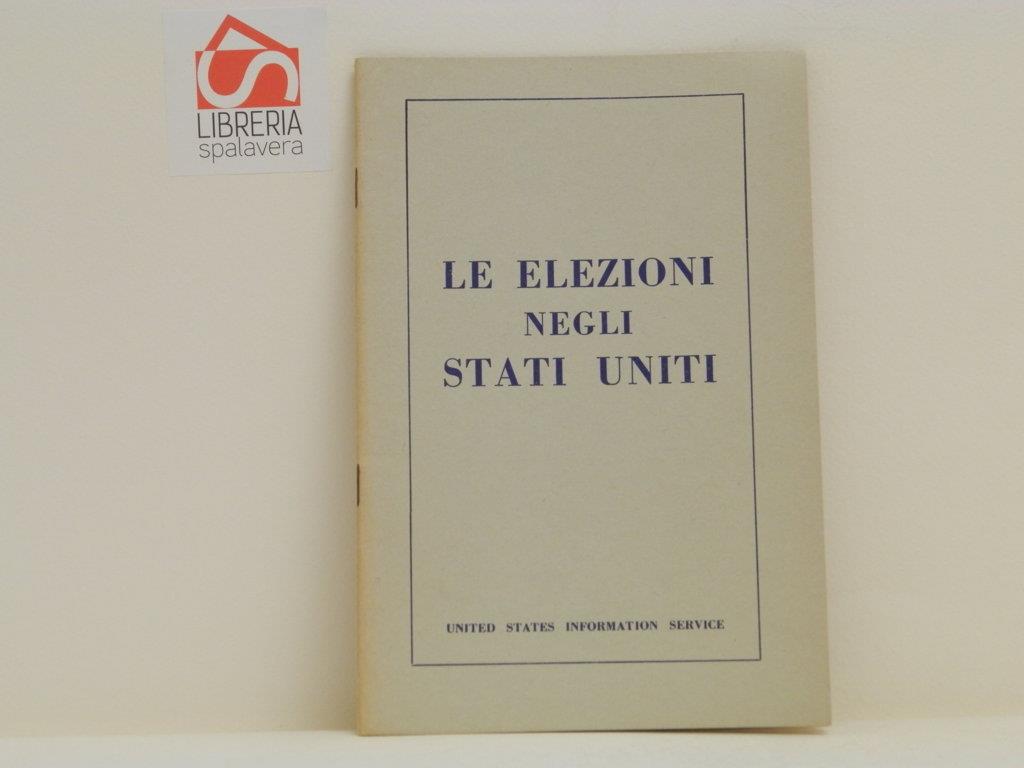 LIBRERIA
spalavera
LE ELEZIONI
NEGLI
STATI UNITI
UNITED STATES INFORMATION SERVICE